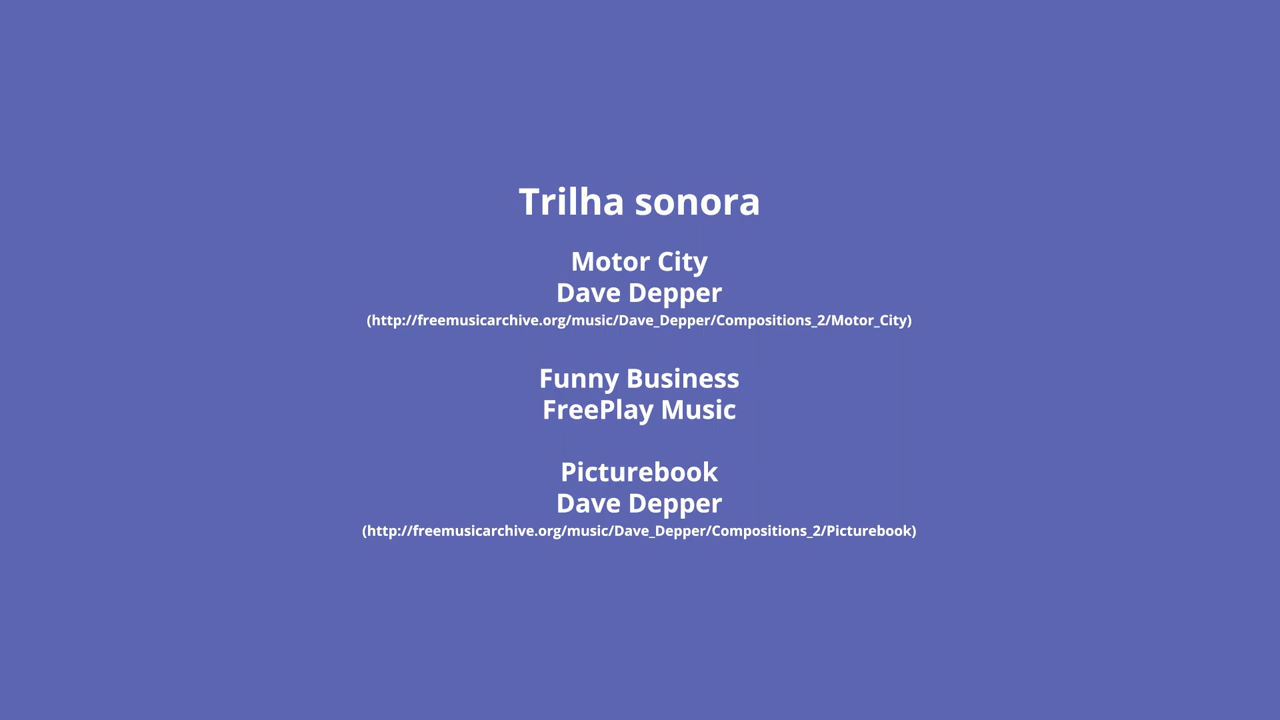 Trilha sonora
Motor City
Dave Depper
(http://freemusicarchive.org/music/Dave_Depper/Compositions_2/Motor_City)
Funny Business
FreePlay Music
Picturebook
Dave Depper
(http://freemusicarchive.org/music/Dave_Depper/Compositions_2/Picturebook)